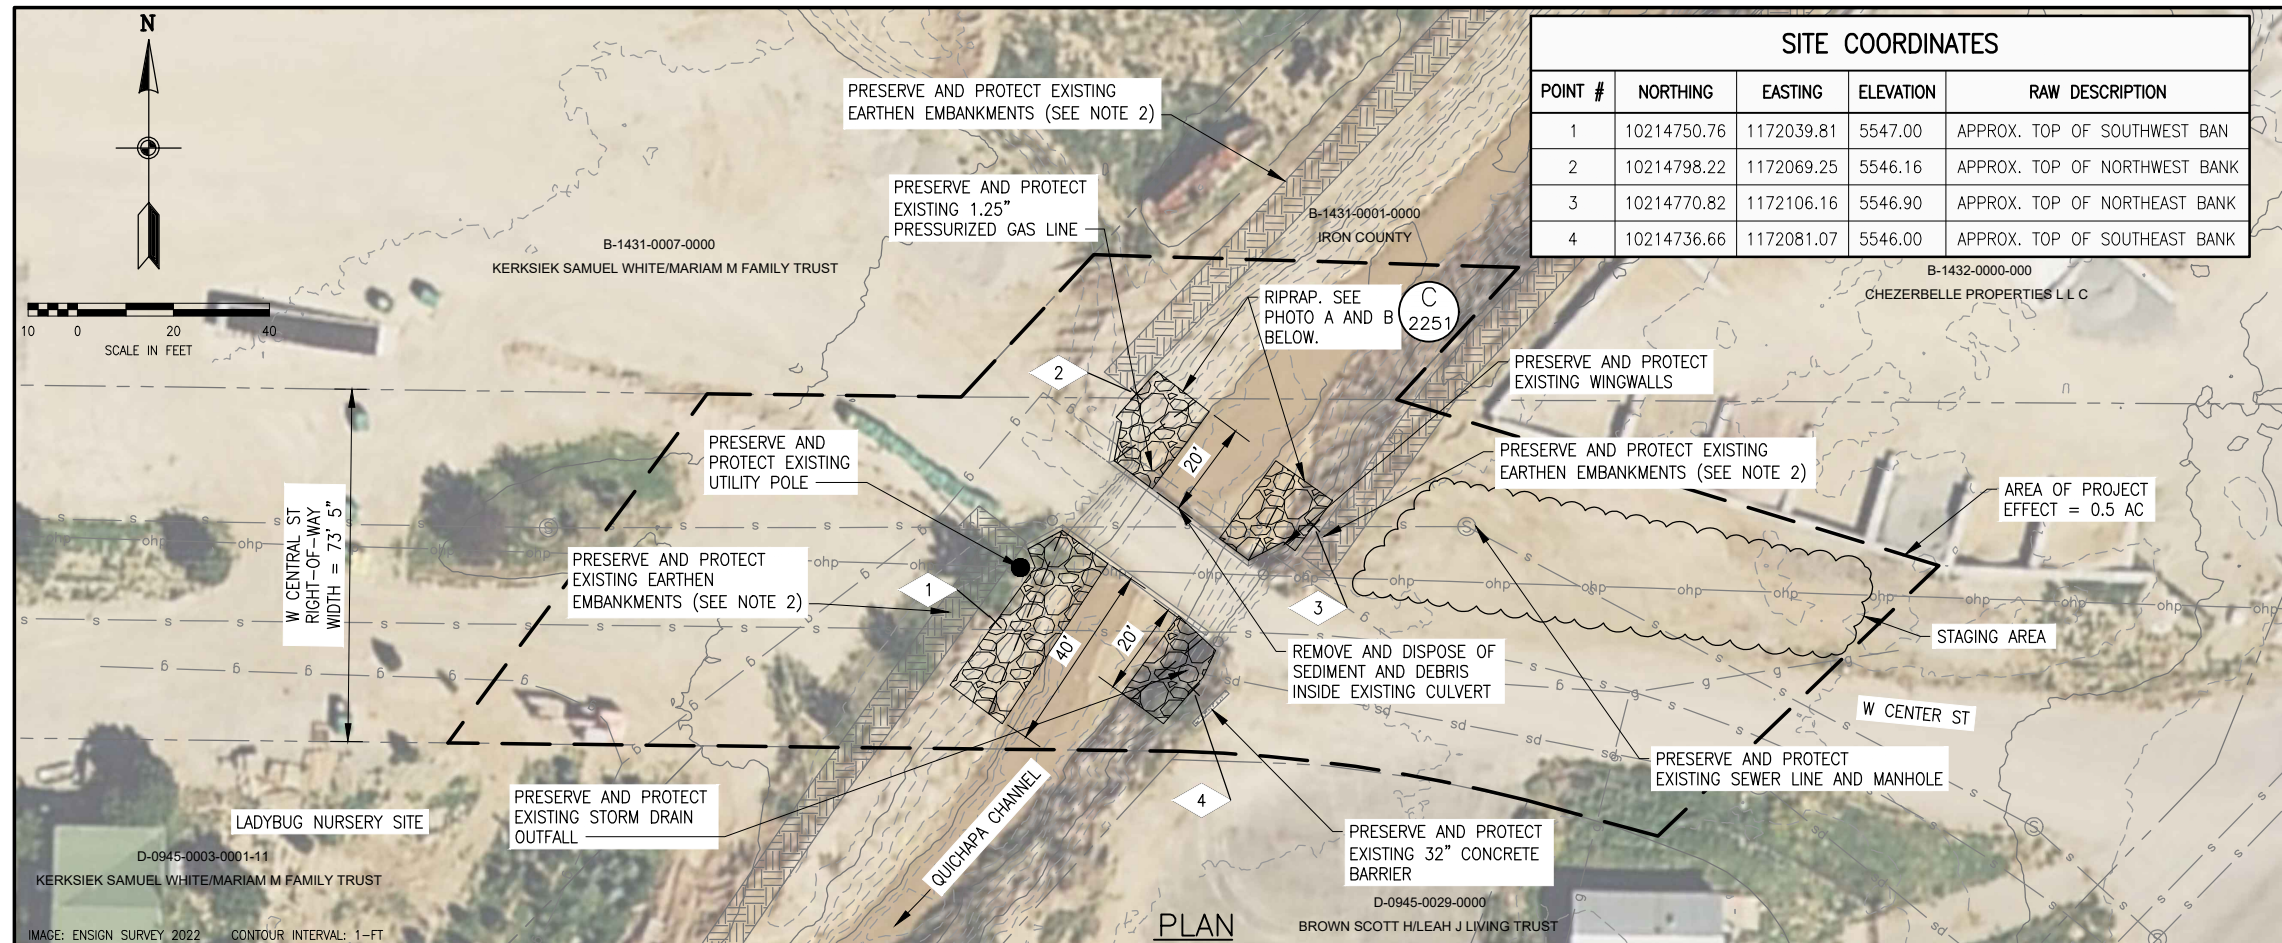 N
10 0 20 40
SCALE IN FEET
SITE COORDINATES
POINT # NORTHING EASTING ELEVATION RAW DESCRIPTION
1 10214750.76 1172039.81 5547.00 APPROX. TOP OF SOUTHWEST BAN
2 10214798.22 1172069.25 5546.16 APPROX. TOP OF NORTHWEST BANK
3 10214770.82 1172106.16 5546.90 APPROX. TOP OF NORTHEAST BANK
4 10214736.66 1172081.07 5546.00 APPROX. TOP OF SOUTHEAST BANK
PRESERVE AND PROTECT EXISTING
EARTHEN EMBANKMENTS (SEE NOTE 2)
PRESERVE AND PROTECT
EXISTING 1.25"
PRESSURIZED GAS LINE
B-1431-0007-0000
KERKSIEK SAMUEL WHITE/MARIAM M FAMILY TRUST
B-1431-0001-0000
IRON COUNTY
B-1432-0000-000
CHEZERBELLE PROPERTIES L L C
RIPRAP. SEE
PHOTO A AND B
BELOW.
C
2251
PRESERVE AND PROTECT
EXISTING WINGWALLS
2
PRESERVE AND
PROTECT EXISTING
UTILITY POLE
20'
PRESERVE AND PROTECT EXISTING
EARTHEN EMBANKMENTS (SEE NOTE 2)
AREA OF PROJECT
EFFECT = 0.5 AC
W CENTRAL ST
RIGHT-OF-WAY
WIDTH = 73' 5"
PRESERVE AND PROTECT
EXISTING EARTHEN
EMBANKMENTS (SEE NOTE 2)
1
3
40'
20'
STAGING AREA
REMOVE AND DISPOSE OF
SEDIMENT AND DEBRIS
INSIDE EXISTING CULVERT
W CENTER ST
PRESERVE AND PROTECT
EXISTING SEWER LINE AND MANHOLE
PRESERVE AND PROTECT
EXISTING STORM DRAIN
OUTFALL
4
QUICHAPA CHANNEL
LADYBUG NURSERY SITE
PRESERVE AND PROTECT
EXISTING 32" CONCRETE
BARRIER
D-0945-0003-0001-11
KERKSIEK SAMUEL WHITE/MARIAM M FAMILY TRUST
D-0945-0029-0000
BROWN SCOTT H/LEAH J LIVING TRUST
PLAN
IMAGE: ENSIGN SURVEY 2022 CONTOUR INTERVAL: 1-FT